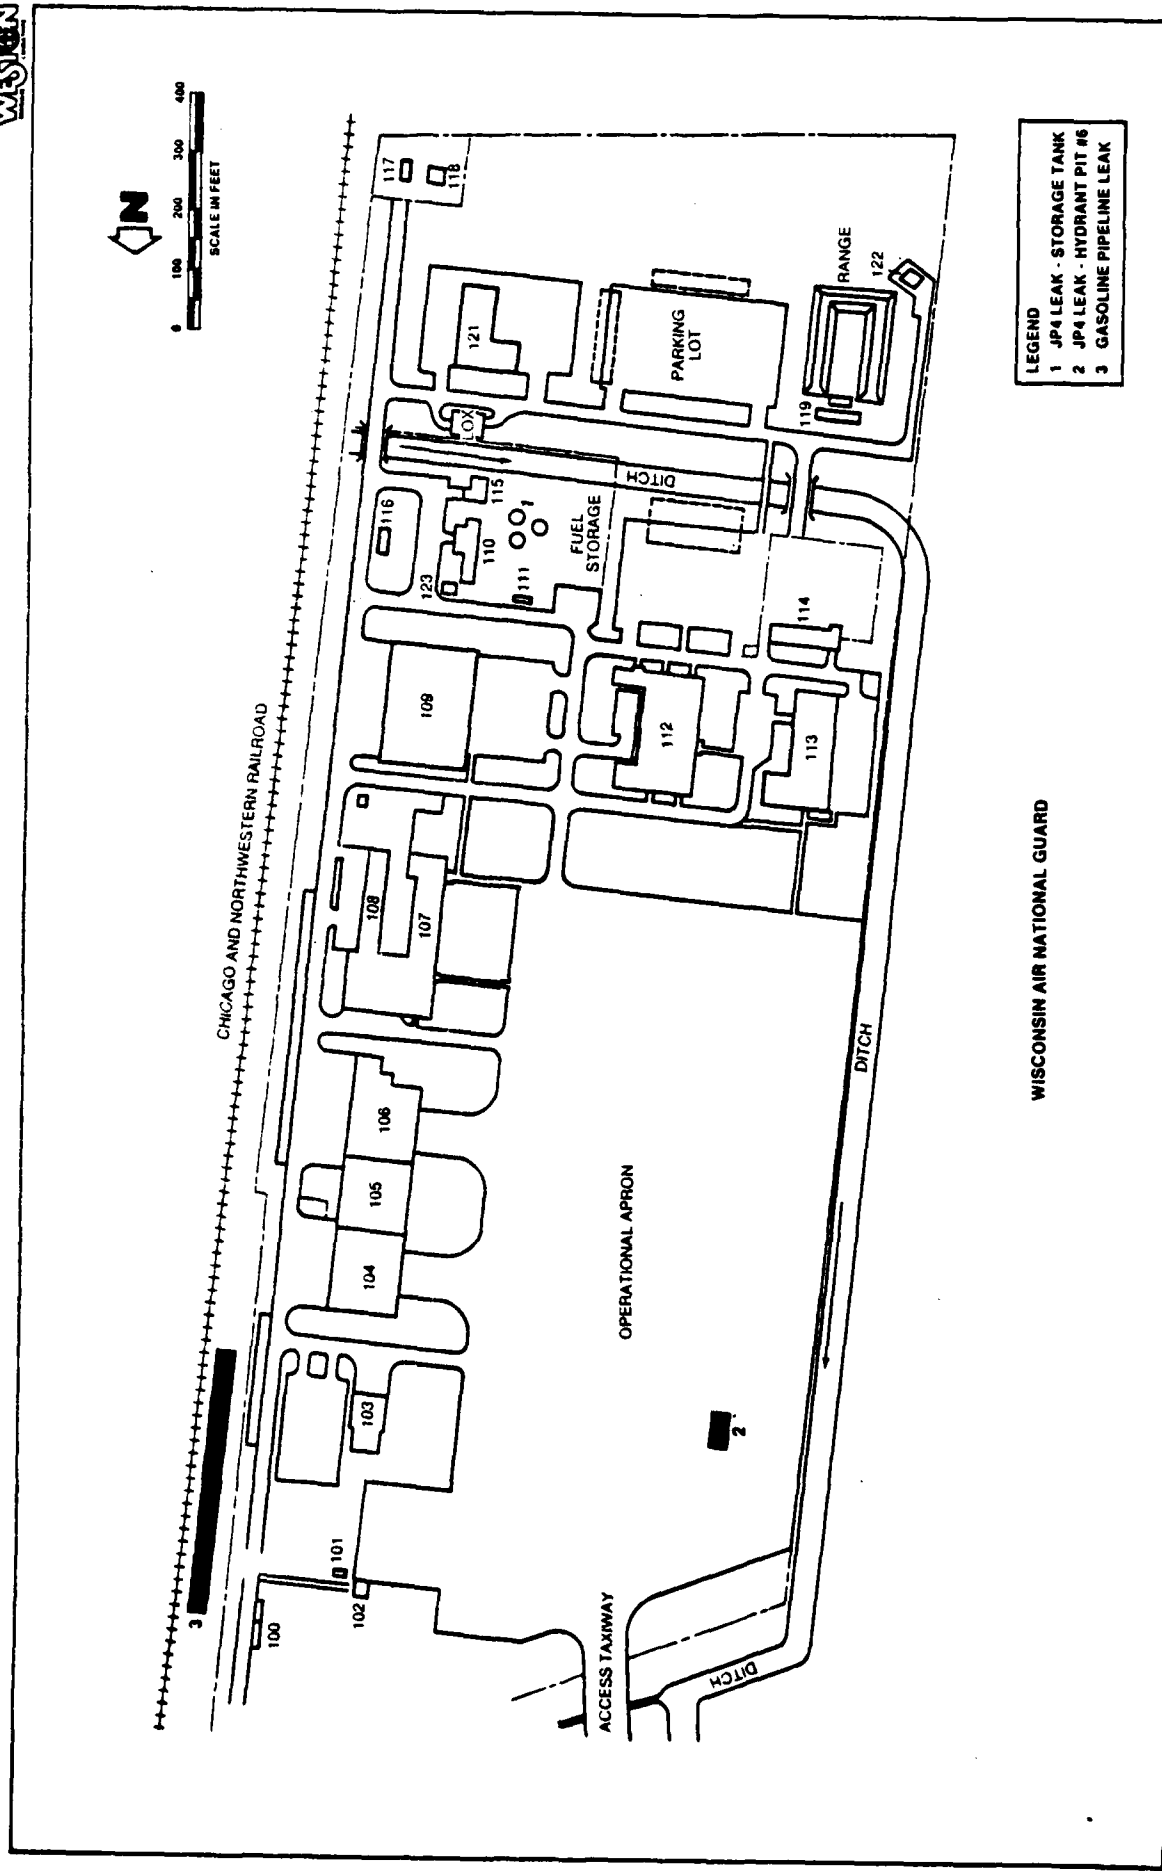 WESTON
N
0 100 200 300 400
SCALE IN FEET
CHICAGO AND NORTHWESTERN RAILROAD
3
100
101
102
103
104
105
106
107
108
109
123
116
110
115
111
1
LOX
121
117
118
FUEL
STORAGE
DITCH
PARKING
LOT
112
113
114
119
RANGE
122
OPERATIONAL APRON
2
ACCESS TAXIWAY
DITCH
DITCH
LEGEND
1 JP4 LEAK - STORAGE TANK
2 JP4 LEAK - HYDRANT PIT #6
3 GASOLINE PIPELINE LEAK
WISCONSIN AIR NATIONAL GUARD